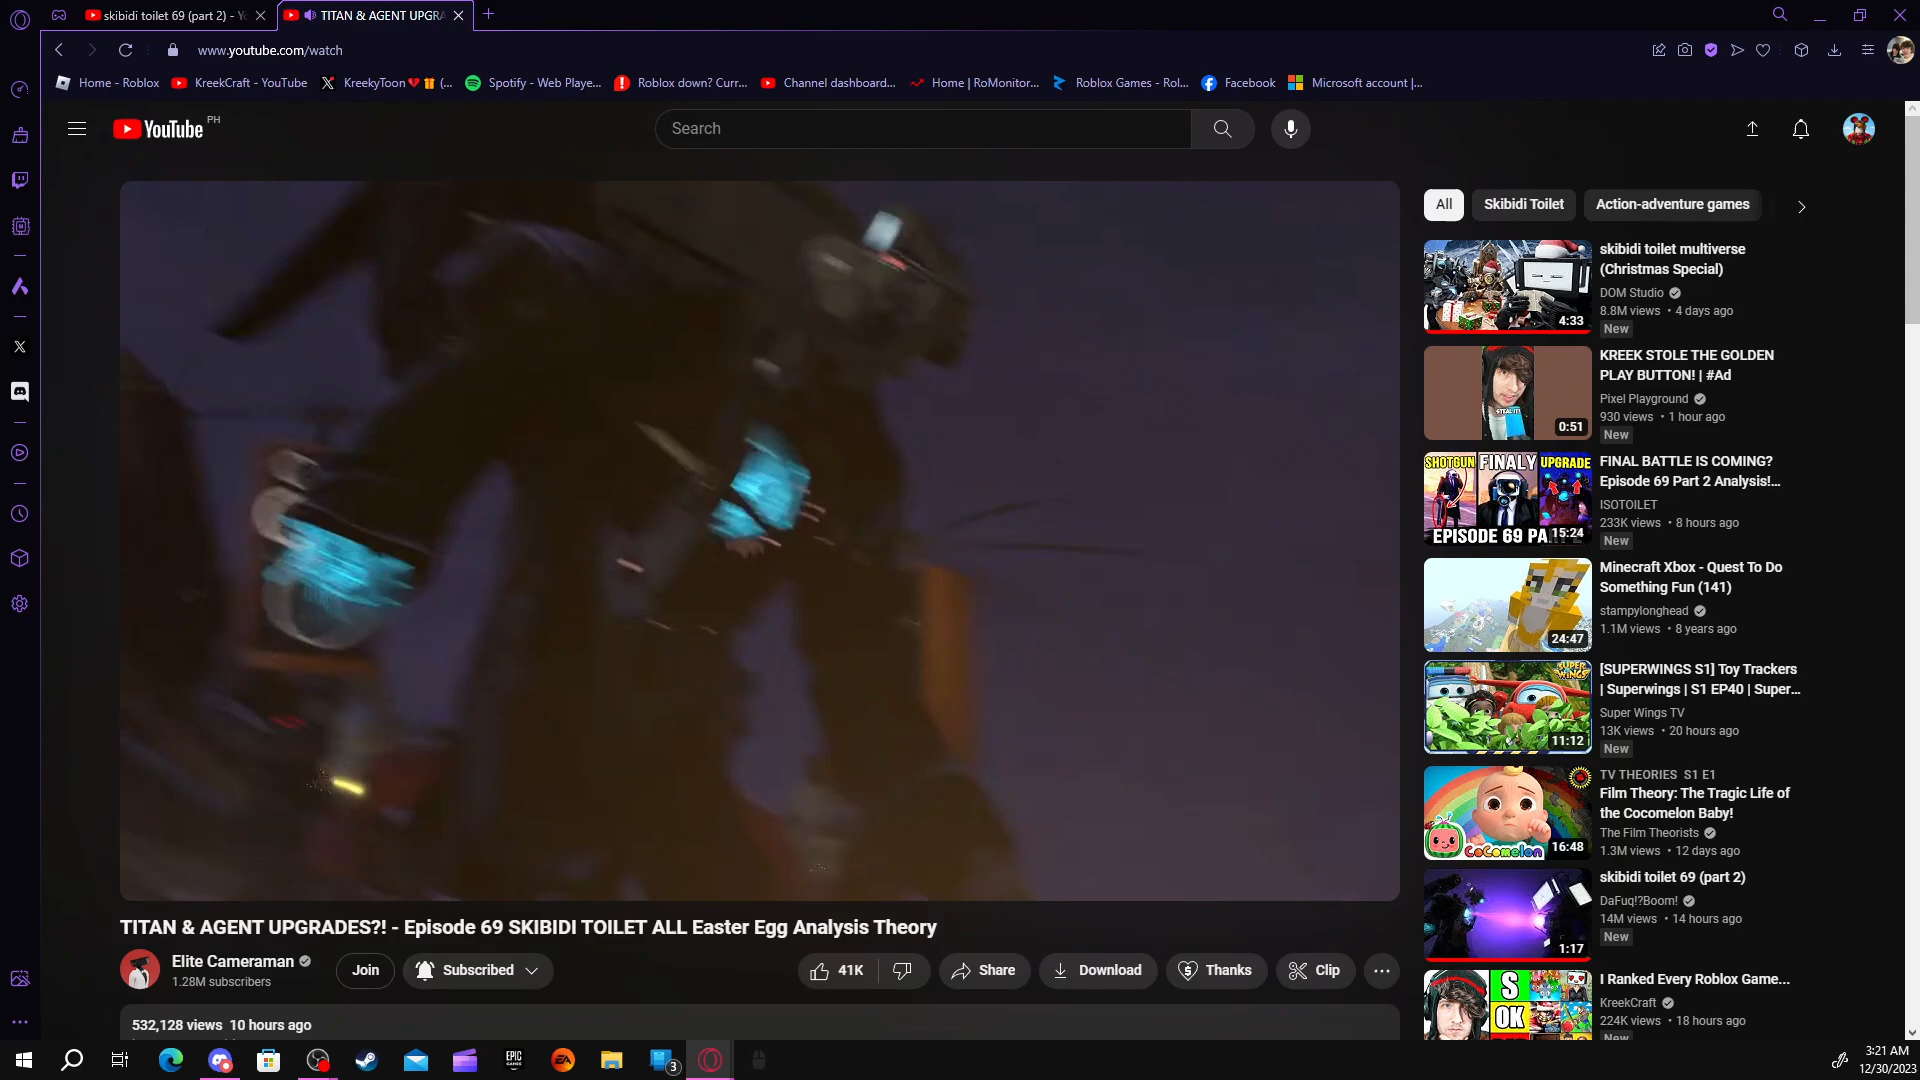 skibidi toilet 69 (part 2) - Yo
TITAN & AGENT UPGRA
www.youtube.com/watch
Home - Roblox
KreekCraft - YouTube
KreekyToon❤🎁 (...
Spotify - Web Playe...
Roblox down? Curr...
Channel dashboard...
Home | RoMonitor...
Roblox Games - Rol...
Facebook
Microsoft account |...
YouTube PH
Search
All
Skibidi Toilet
Action-adventure games
skibidi toilet multiverse
(Christmas Special)
DOM Studio
8.8M views • 4 days ago
New
4:33
KREEK STOLE THE GOLDEN
PLAY BUTTON! | #Ad
Pixel Playground
930 views • 1 hour ago
New
STEAL IT!
0:51
FINAL BATTLE IS COMING?
Episode 69 Part 2 Analysis!...
ISOTOILET
233K views • 8 hours ago
New
SHOTGUN FINALY UPGRADE
EPISODE 69 PA
15:24
Minecraft Xbox - Quest To Do
Something Fun (141)
stampylonghead
1.1M views • 8 years ago
24:47
[SUPERWINGS S1] Toy Trackers
| Superwings | S1 EP40 | Super...
Super Wings TV
13K views • 20 hours ago
New
SUPER WINGS
11:12
TV THEORIES S1 E1
Film Theory: The Tragic Life of
the Cocomelon Baby!
The Film Theorists
1.3M views • 12 days ago
COCOMELON
16:48
skibidi toilet 69 (part 2)
DaFuq!?Boom!
14M views • 14 hours ago
New
1:17
I Ranked Every Roblox Game...
KreekCraft
224K views • 18 hours ago
New
S
OK
TITAN & AGENT UPGRADES?! - Episode 69 SKIBIDI TOILET ALL Easter Egg Analysis Theory
Elite Cameraman
1.28M subscribers
Join
Subscribed
41K
Share
Download
Thanks
Clip
532,128 views 10 hours ago
EPIC GAMES
EA
3
3:21 AM
12/30/2023